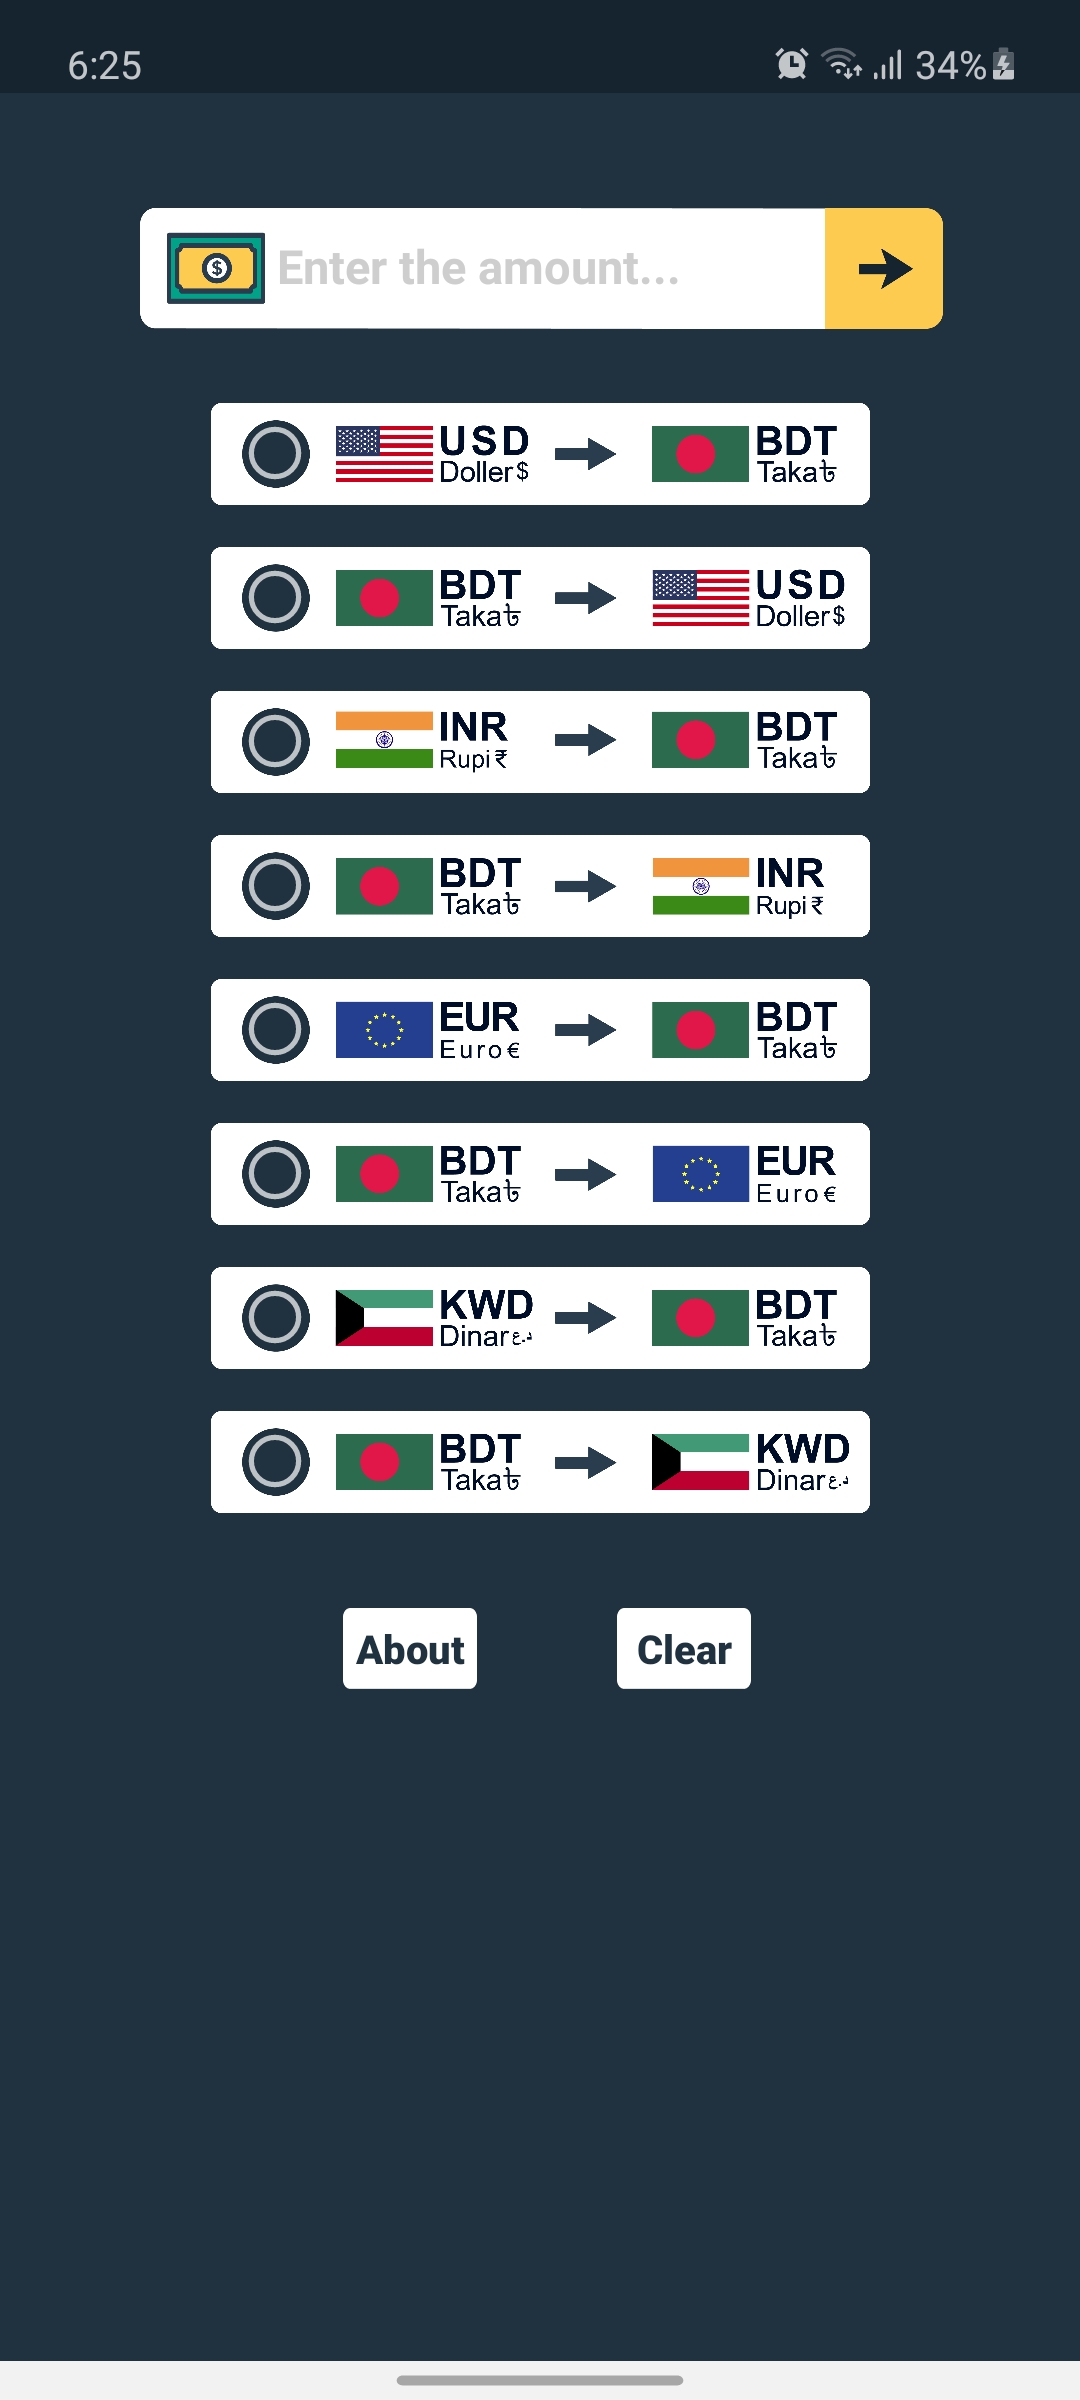 6:25 34%
$ Enter the amount...
USD BDT
Doller$ Taka৳
BDT USD
Taka৳ Doller$
INR BDT
Rupi₹ Taka৳
BDT INR
Taka৳ Rupi₹
EUR BDT
Euro€ Taka৳
BDT EUR
Taka৳ Euro€
KWD BDT
Dinarد.ع Taka৳
BDT KWD
Taka৳ Dinarد.ع
About Clear